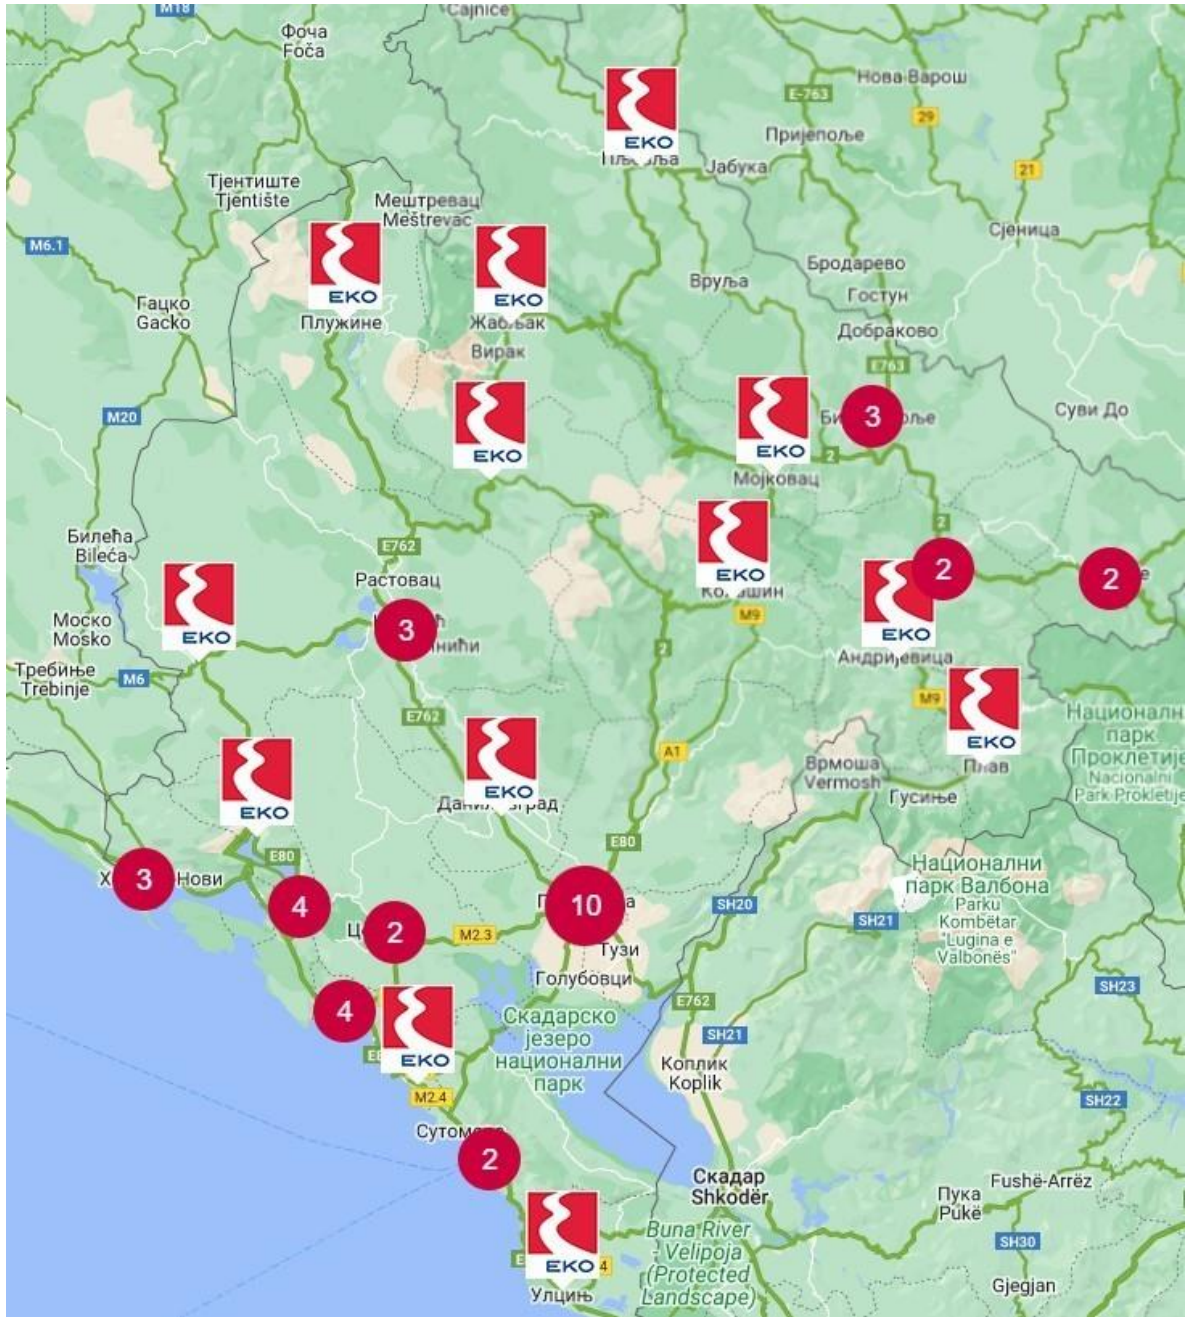 M18
Cajnice
Фоча
Foča
EKO
Нова Варош
E-763
29
Пријепоље
Јабука
21
Тјентиште
Tjentište
Мештревац
Meštrevac
Сјеница
M6.1
EKO
EKO
Бродарево
Вруља
Гостун
Гацко
Gacko
Плужине
Жабљак
Добраково
Вирак
E763
EKO
EKO
3
M20
Суви До
2
Мојковац
Билећа
Bileća
2
E762
EKO
Растовац
EKO
2
2
Моско
Mosko
EKO
3
M9
EKO
2
Андријевица
Требиње
Trebinje
M6
M9
E762
EKO
Национални
парк
Проклетије
Nacionalni
Park Prokletije
A1
EKO
Врмоша
Vermosh
Плав
EKO
Гусиње
E80
E80
3
Нови
Национални
парк Валбона
Parku
Kombëtar
"Lugina e
Valbonës"
4
10
SH20
SH21
2
M2.3
Тузи
Голубовци
SH23
4
E762
EKO
Скадарско
језеро
национални
парк
SH21
Коплик
Koplik
M2.4
SH22
2
Скадар
Shkodër
Fushë-Arrëz
Пука
Pukë
EKO
Buna River
- Velipoja
(Protected
Landscape)
SH30
Улцињ
Gjegjan